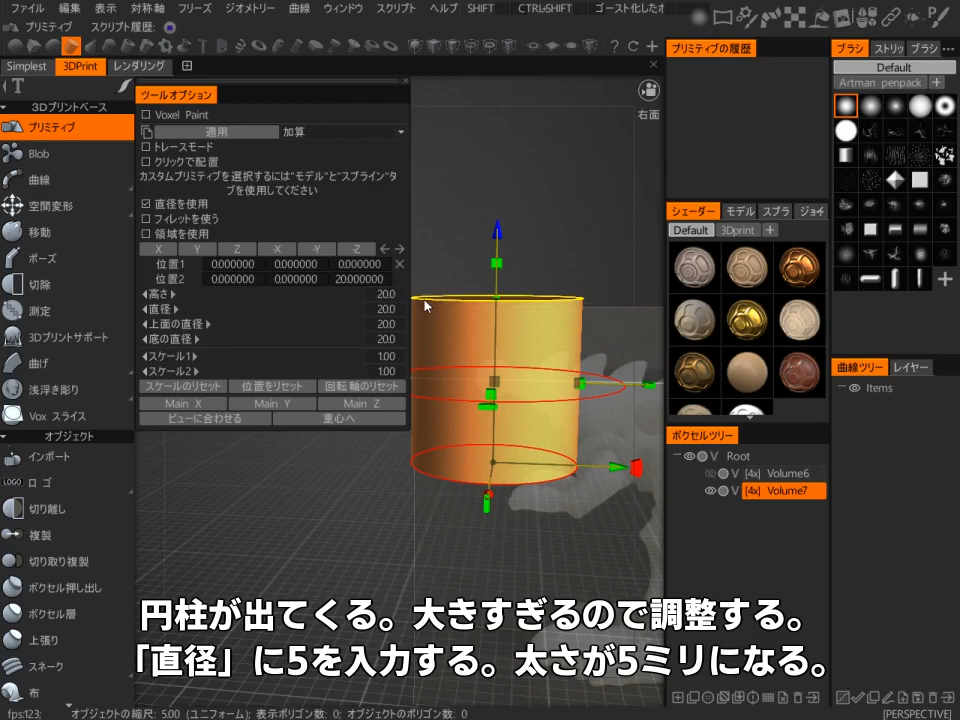 ファイル 編集 表示 対称軸 フリーズ ジオメトリー 曲線 ウィンドウ スクリプト ヘルプ SHIFT CTRL+SHIFT ゴースト化したオ
プリミティブ スクリプト履歴:
Simplest 3DPrint レンダリング
3Dプリントベース
プリミティブ
Blob
曲線
空間変形
移動
ポーズ
切除
測定
3Dプリントサポート
曲げ
浅浮き彫り
Vox スライス
オブジェクト
インポート
LOGO ロゴ
切り離し
複製
切り取り複製
ボクセル押し出し
ボクセル層
上張り
スネーク
布
ツールオプション
Voxel Paint
適用 加算
トレースモード
クリックで配置
カスタムプリミティブを選択するには"モデル"と"スプライン"タ
ブを使用してください
直径を使用
フィレットを使う
領域を使用
X Y Z -X -Y -Z
位置1 0.000000 0.000000 0.000000
位置2 0.000000 0.000000 20.000000
高さ 20.0
直径 20.0
上面の直径 20.0
底の直径 20.0
スケール1 1.00
スケール2 1.00
スケールのリセット 位置をリセット 回転 軸のリセット
Main X Main Y Main Z
ビューに合わせる 重心へ
右面
プリミティブの履歴
シェーダー モデル スプラ ジョイ
Default 3Dprint
ボクセルツリー
Root
V [4x] Volume6
V [4x] Volume7
ブラシ ストリッ ブラシ
Default
Artman penpack
曲線ツリー レイヤー
Items
円柱が出てくる。大きすぎるので調整する。
「直径」に5を入力する。太さが5ミリになる。
fps:123; オブジェクトの縮尺: 5.00 (ユニフォーム); 表示ポリゴン数: 0; オブジェクトのポリゴン数: 0 [PERSPECTIVE]